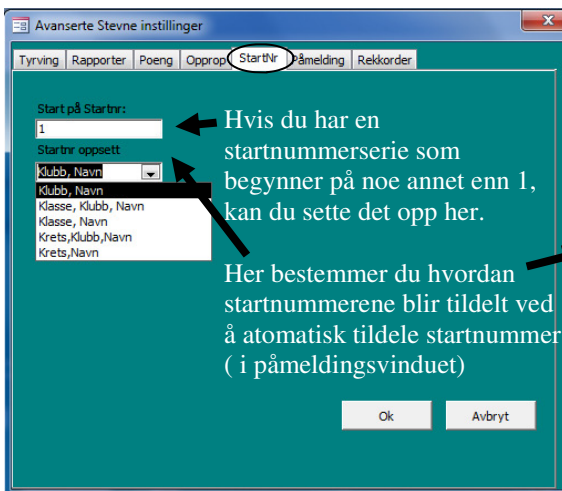 Avanserte Stevne instillinger
Tyrving Rapporter Poeng Opprop StartNr Påmelding Rekkorder
Start på Startnr:
1
Startnr oppsett
Klubb, Navn
Klubb, Navn
Klasse, Klubb, Navn
Klasse, Navn
Krets,Klubb,Navn
Krets,Navn
Hvis du har en
startnummerserie som
begynner på noe annet enn 1,
kan du sette det opp her.
Her bestemmer du hvordan
startnummerene blir tildelt ved
å atomatisk tildele startnummer
( i påmeldingsvinduet)
Ok Avbryt